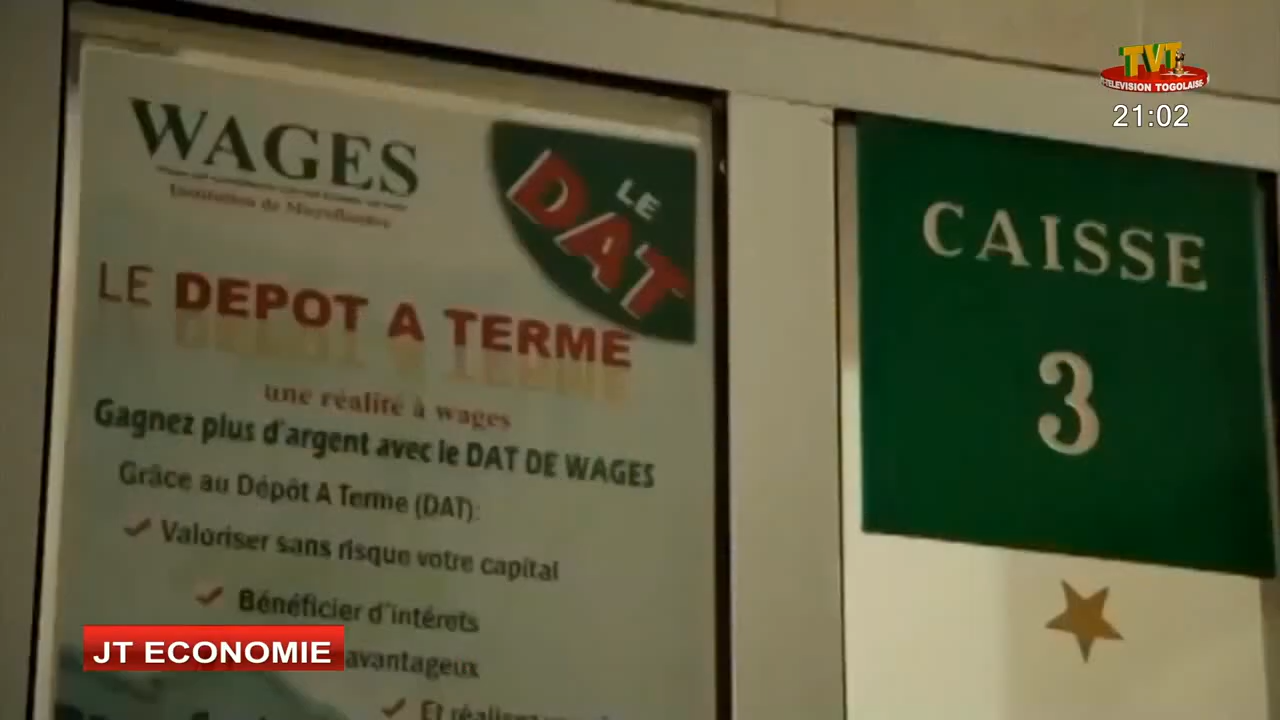 TVT
TELEVISION TOGOLAISE
21:02
WAGES
Institution de Microfinance
LE
DAT
LE DEPOT A TERME
une réalité à wages
Gagnez plus d'argent avec le DAT DE WAGES
Grâce au Dépôt A Terme (DAT):
Valoriser sans risque votre capital
Bénéficier d'intérets
avantageux
Et
CAISSE
3
JT ECONOMIE